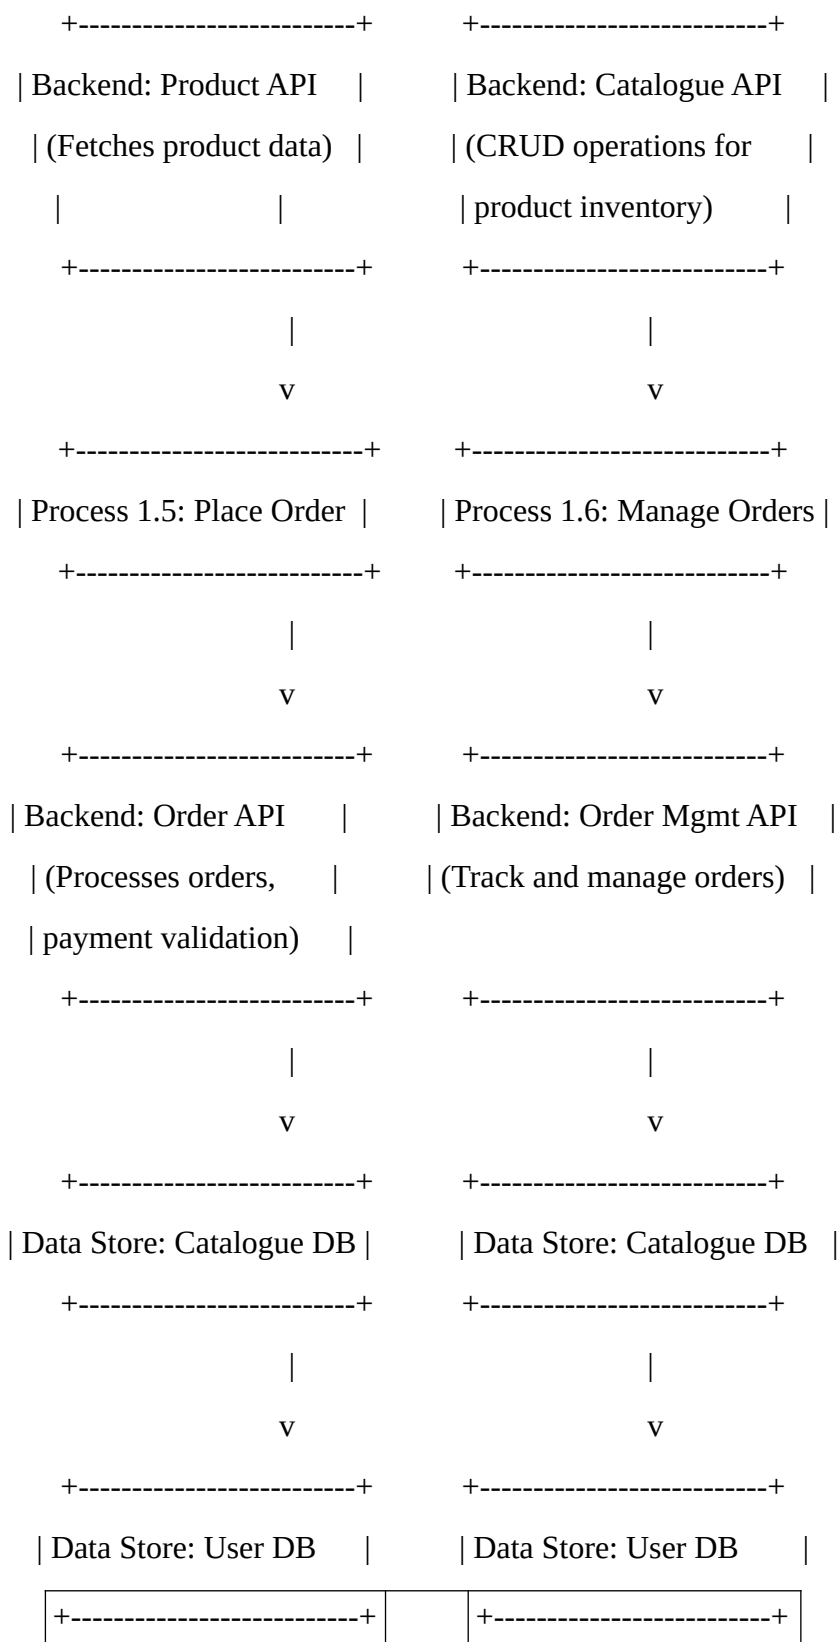 +--------------------------+ +---------------------------+
| Backend: Product API | | Backend: Catalogue API |
| (Fetches product data) | | (CRUD operations for |
| | | product inventory) |
+--------------------------+ +---------------------------+
| |
v v
+---------------------------+ +----------------------------+
| Process 1.5: Place Order | | Process 1.6: Manage Orders |
+---------------------------+ +----------------------------+
| |
v v
+--------------------------+ +---------------------------+
| Backend: Order API | | Backend: Order Mgmt API |
| (Processes orders, | | (Track and manage orders) |
| payment validation) |
+--------------------------+ +---------------------------+
| |
v v
+--------------------------+ +---------------------------+
| Data Store: Catalogue DB | | Data Store: Catalogue DB |
+--------------------------+ +---------------------------+
| |
v v
+--------------------------+ +---------------------------+
| Data Store: User DB | | Data Store: User DB |
+---------------------------+ +--------------------------+